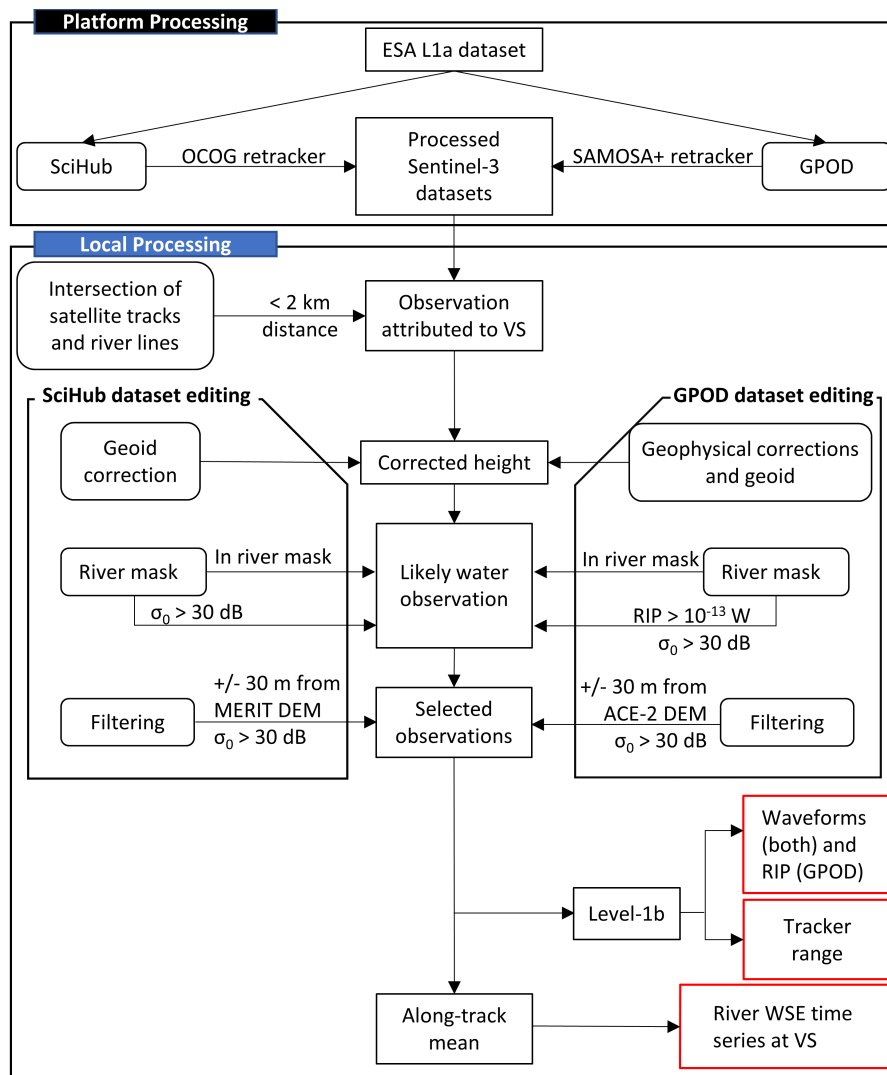 Platform Processing
ESA L1a dataset
SciHub
OCOG retracker
Processed
Sentinel-3
datasets
SAMOSA+ retracker
GPOD
Local Processing
Intersection of
satellite tracks
and river lines
< 2 km
distance
Observation
attributed to VS
SciHub dataset editing
GPOD dataset editing
Geoid
correction
Corrected height
Geophysical corrections
and geoid
River mask
In river mask
σ₀ > 30 dB
Likely water
observation
In river mask
River mask
RIP > 10⁻¹³ W
σ₀ > 30 dB
Filtering
+/- 30 m from
MERIT DEM
σ₀ > 30 dB
Selected
observations
+/- 30 m from
ACE-2 DEM
σ₀ > 30 dB
Filtering
Waveforms
(both) and
RIP (GPOD)
Level-1b
Tracker
range
Along-track
mean
River WSE time
series at VS